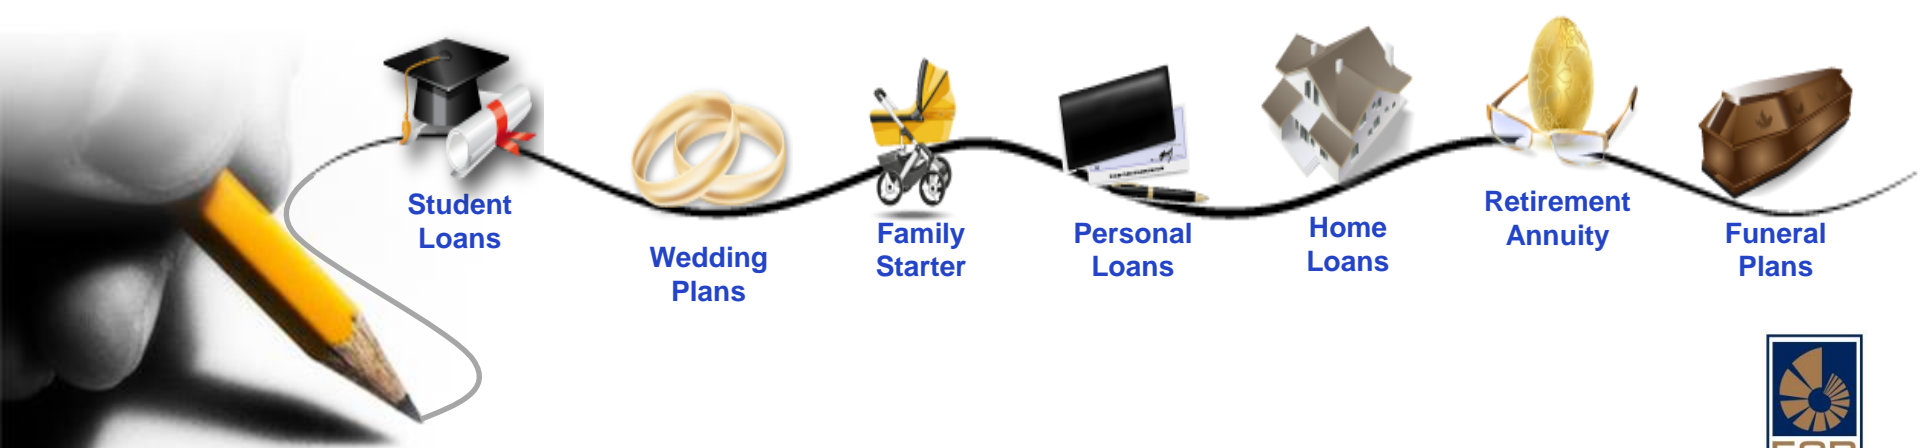 Student
Loans
Wedding
Plans
Family
Starter
Personal
Loans
Home
Loans
Retirement
Annuity
Funeral
Plans